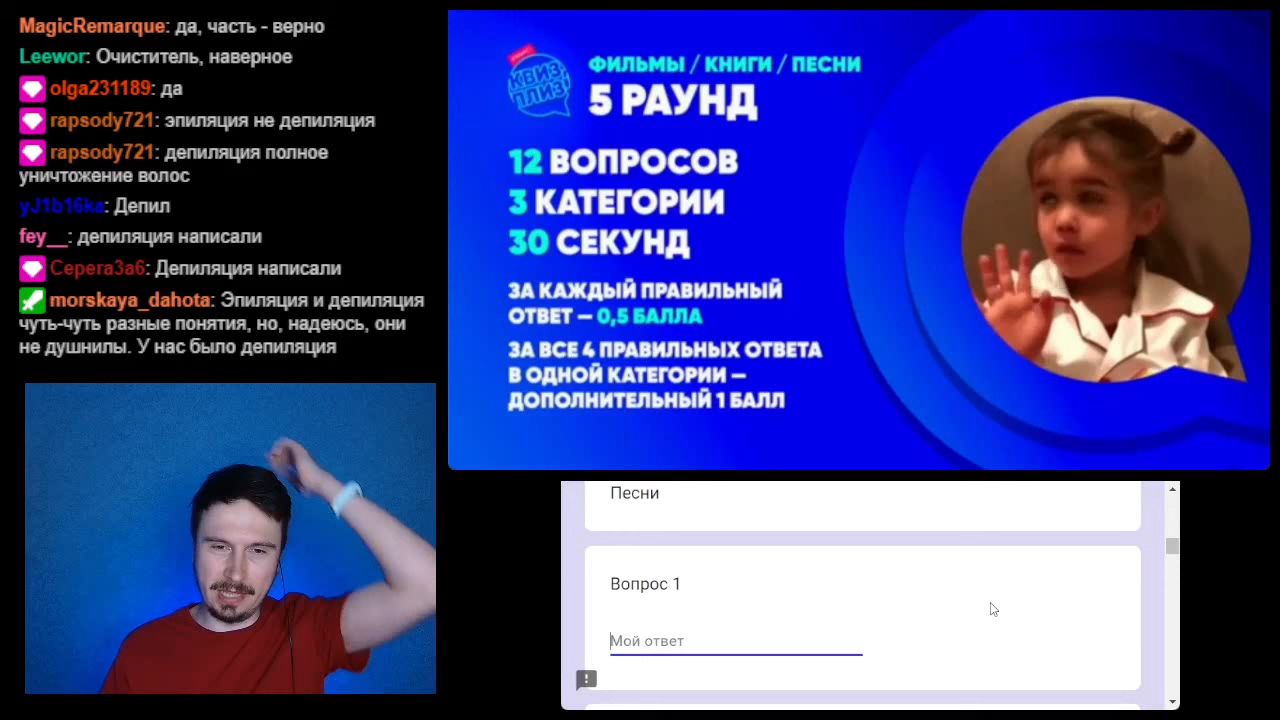 MagicRemarque: да, часть - верно
Leewor: Очиститель, наверное
olga231189: да
rapsody721: эпиляция не депиляция
rapsody721: депиляция полное
уничтожение волос
yJ1b16ka: Депил
fey__: депиляция написали
Cepera3a6: Депиляция написали
morskaya_dahota: Эпиляция и депиляция
чуть-чуть разные понятия, но, надеюсь, они
не душнилы. У нас было депиляция
КВИЗ,
ПЛИЗ!
ФИЛЬМЫ / КНИГИ / ПЕСНИ
5 РАУНД
12 ВОПРОСОВ
3 КАТЕГОРИИ
30 СЕКУНД
ЗА КАЖДЫЙ ПРАВИЛЬНЫЙ
ОТВЕТ — 0,5 БАЛЛА
ЗА ВСЕ 4 ПРАВИЛЬНЫХ ОТВЕТА
В ОДНОЙ КАТЕГОРИИ —
ДОПОЛНИТЕЛЬНЫЙ 1 БАЛЛ
Песни
Вопрос 1
Мой ответ